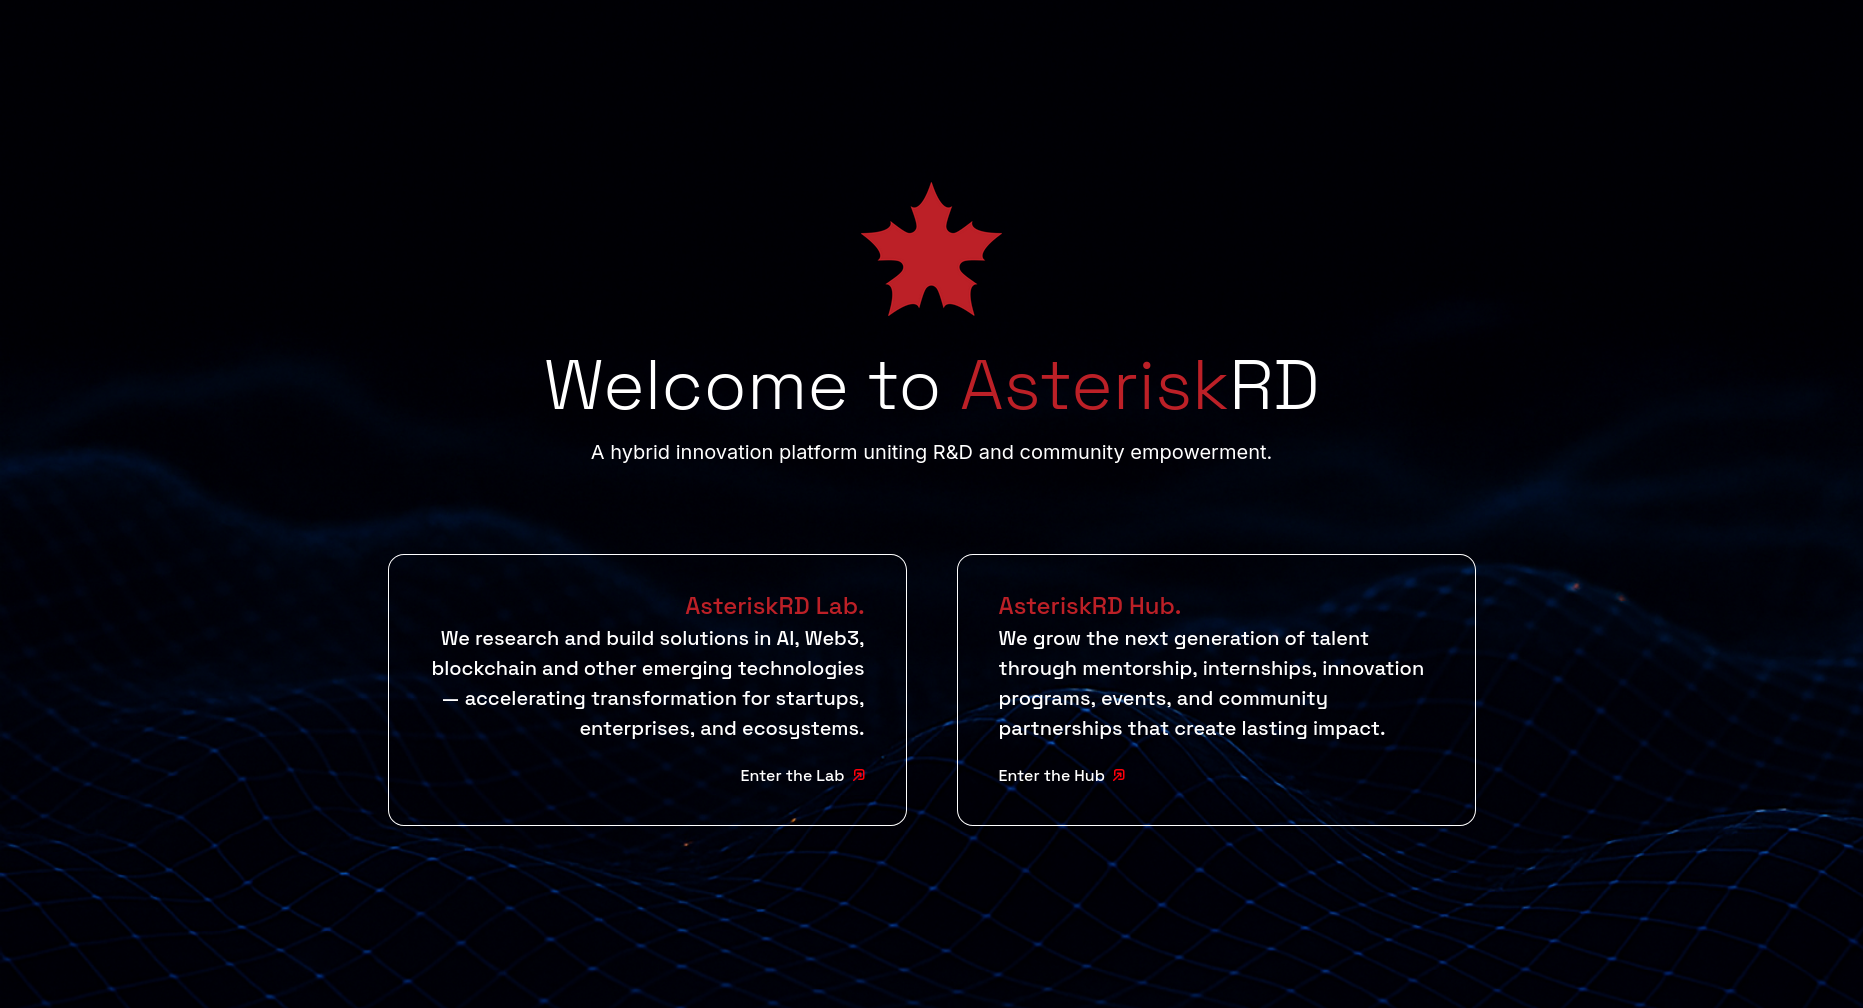 Welcome to AsteriskRD
A hybrid innovation platform uniting R&D and community empowerment.
AsteriskRD Lab.
We research and build solutions in AI, Web3,
blockchain and other emerging technologies
— accelerating transformation for startups,
enterprises, and ecosystems.
Enter the Lab
AsteriskRD Hub.
We grow the next generation of talent
through mentorship, internships, innovation
programs, events, and community
partnerships that create lasting impact.
Enter the Hub